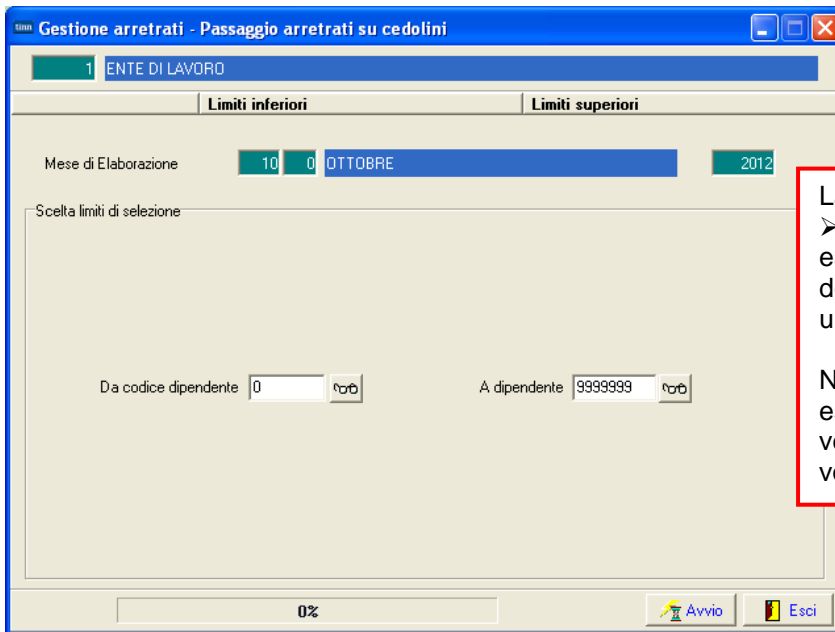 tinn Gestione arretrati - Passaggio arretrati su cedolini
1 ENTE DI LAVORO
Limiti inferiori Limiti superiori
Mese di Elaborazione 10 0 OTTOBRE 2012
Scelta limiti di selezione
Da codice dipendente 0 A dipendente 9999999
0% Avvio Esci